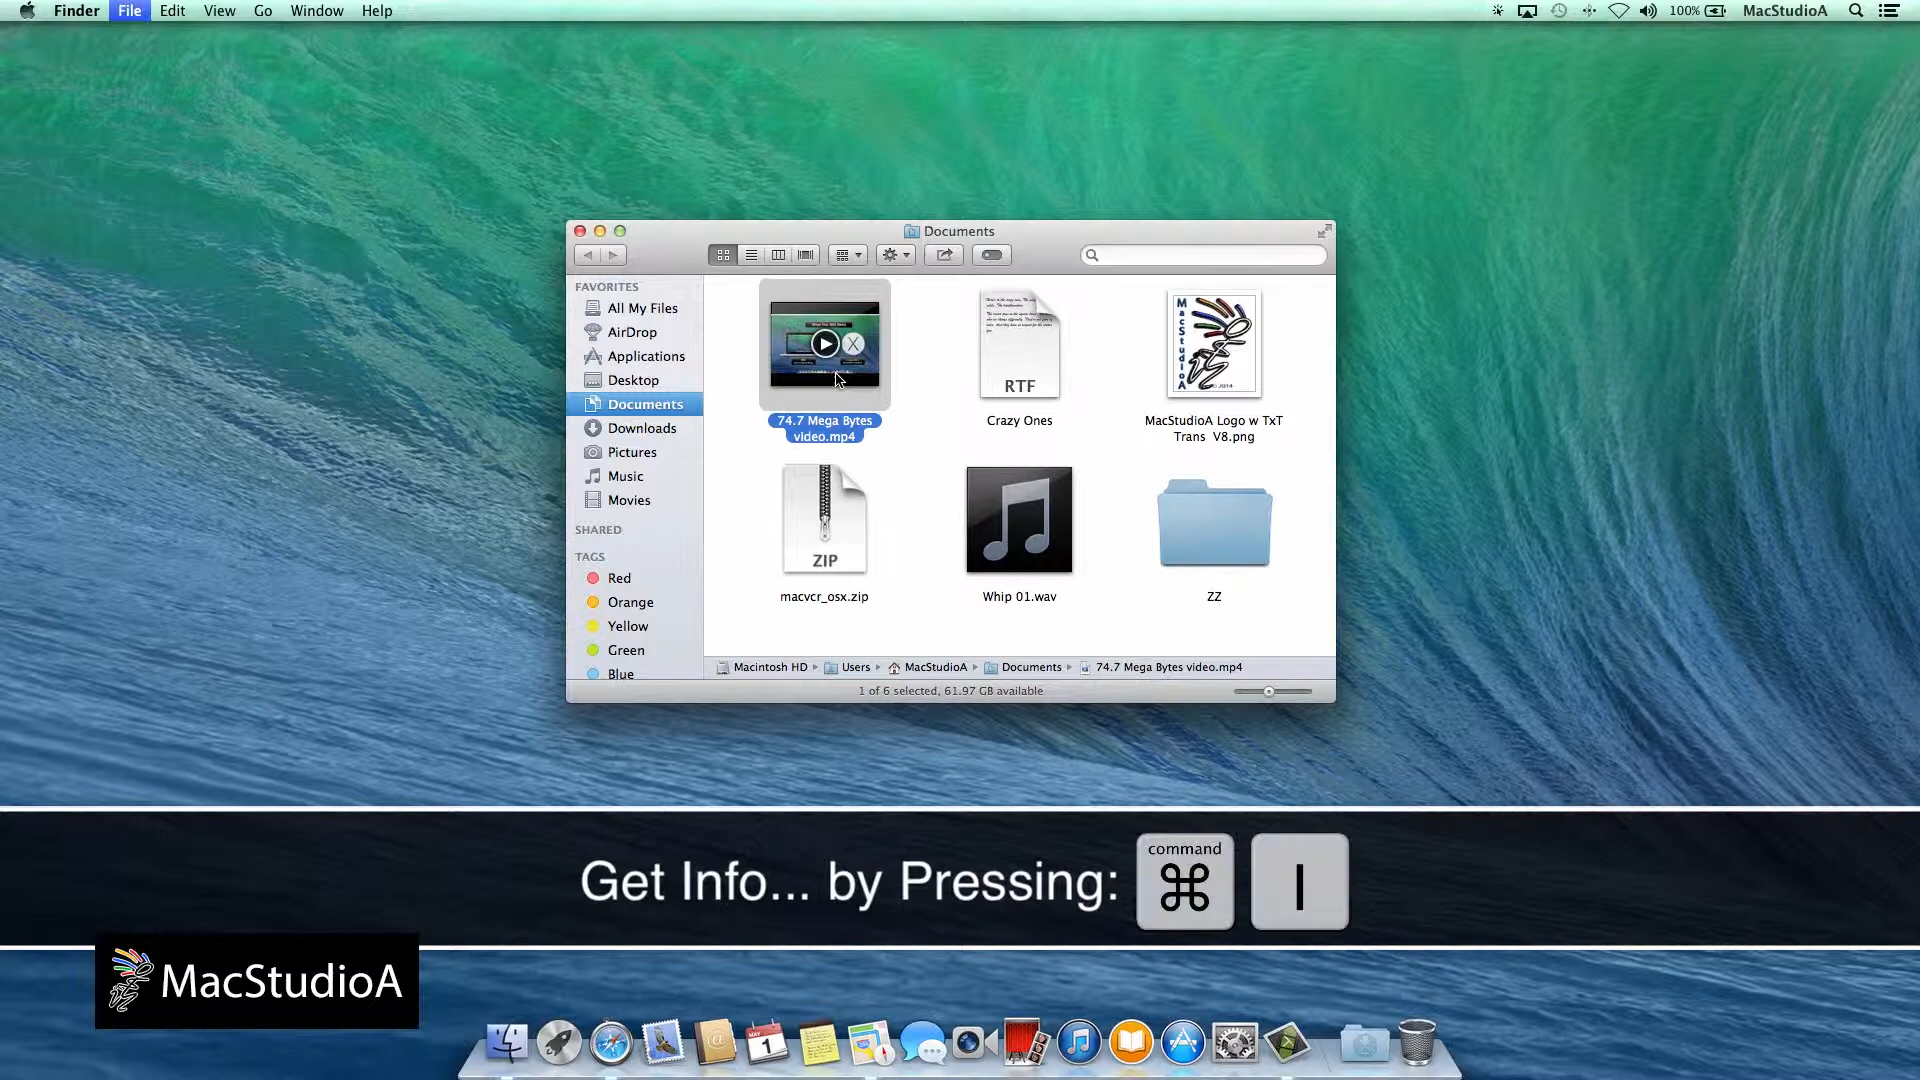 Finder File Edit View Go Window Help
100% MacStudioA
Documents
FAVORITES
All My Files
AirDrop
Applications
Desktop
Documents
Downloads
Pictures
Music
Movies
SHARED
TAGS
Red
Orange
Yellow
Green
Blue
X
74.7 Mega Bytes
video.mp4
RTF
Crazy Ones
MacStudioA
© 2014
MacStudioA Logo w TxT
Trans V8.png
ZIP
macvcr_osx.zip
Whip 01.wav
ZZ
Macintosh HD Users MacStudioA Documents 74.7 Mega Bytes video.mp4
1 of 6 selected, 61.97 GB available
Get Info... by Pressing: command ⌘ I
MacStudioA
MAY
1